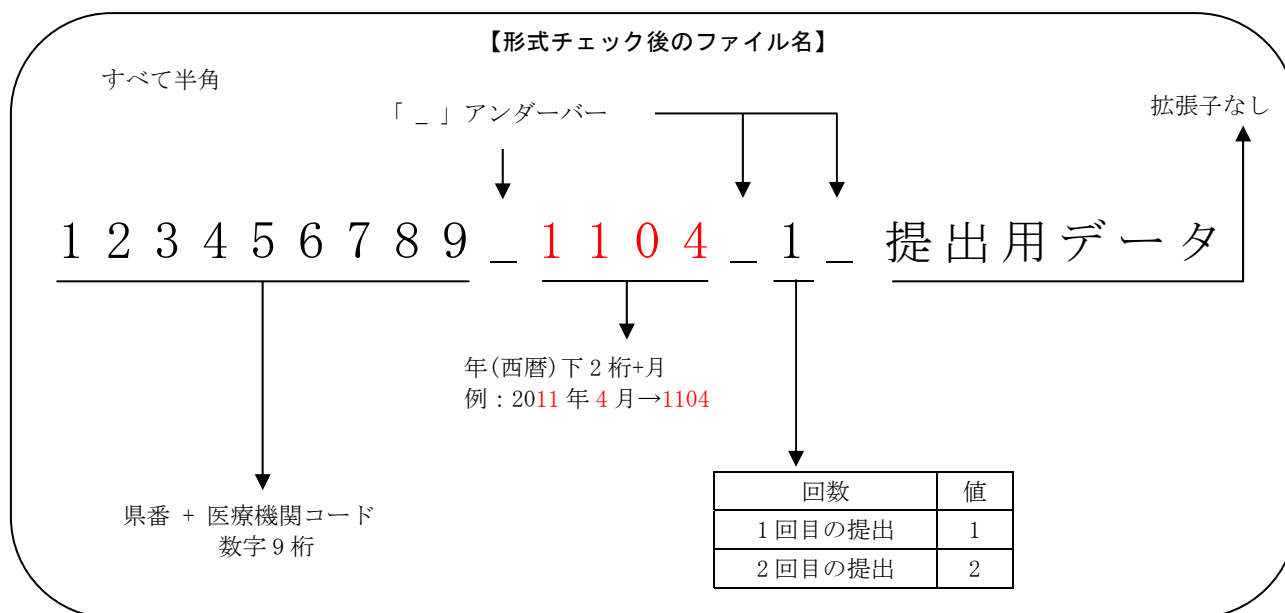 【形式チェック後のファイル名】
すべて半角
「 _ 」アンダーバー
拡張子なし
123456789_1104_1_提出用データ
年(西暦)下2桁+月
例：2011年4月→1104
県番 + 医療機関コード
数字9桁
回数 値
1回目の提出 1
2回目の提出 2